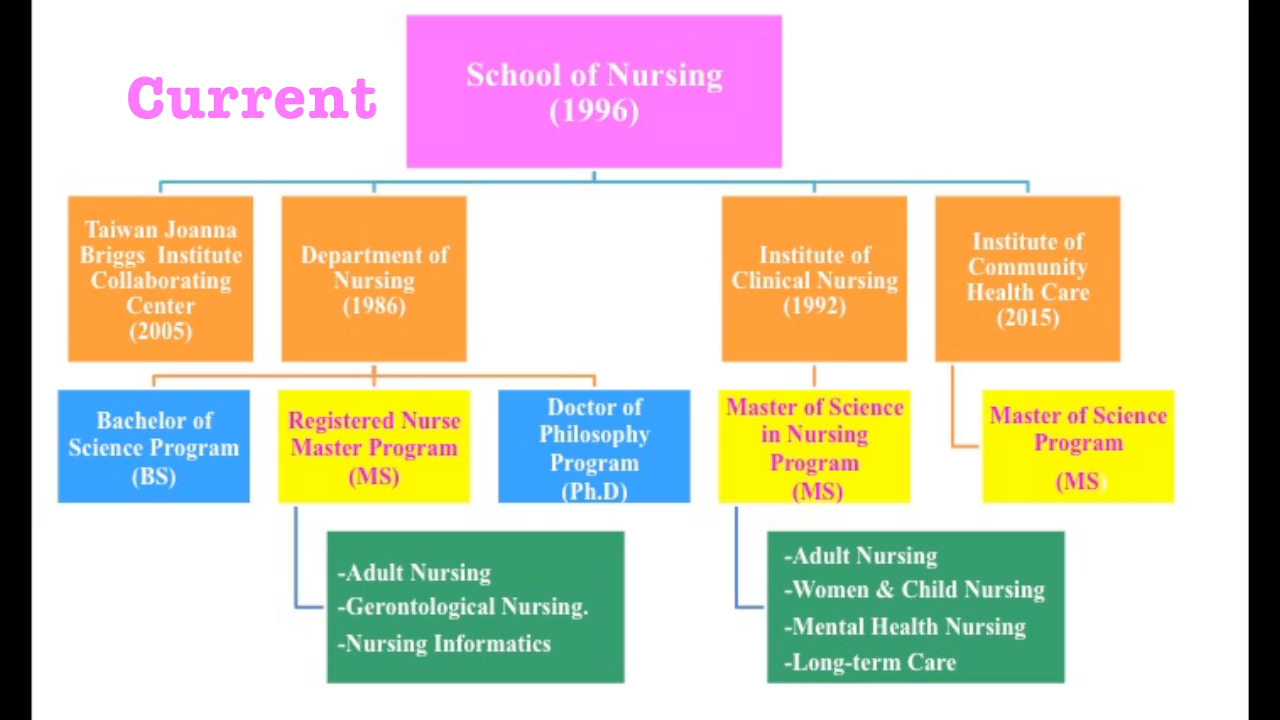 Current
School of Nursing
(1996)
Taiwan Joanna
Briggs Institute
Collaborating
Center
(2005)
Department of
Nursing
(1986)
Institute of
Clinical Nursing
(1992)
Institute of
Community
Health Care
(2015)
Bachelor of
Science Program
(BS)
Registered Nurse
Master Program
(MS)
Doctor of
Philosophy
Program
(Ph.D)
Master of Science
in Nursing
Program
(MS)
Master of Science
Program
(MS)
-Adult Nursing
-Gerontological Nursing.
-Nursing Informatics
-Adult Nursing
-Women & Child Nursing
-Mental Health Nursing
-Long-term Care